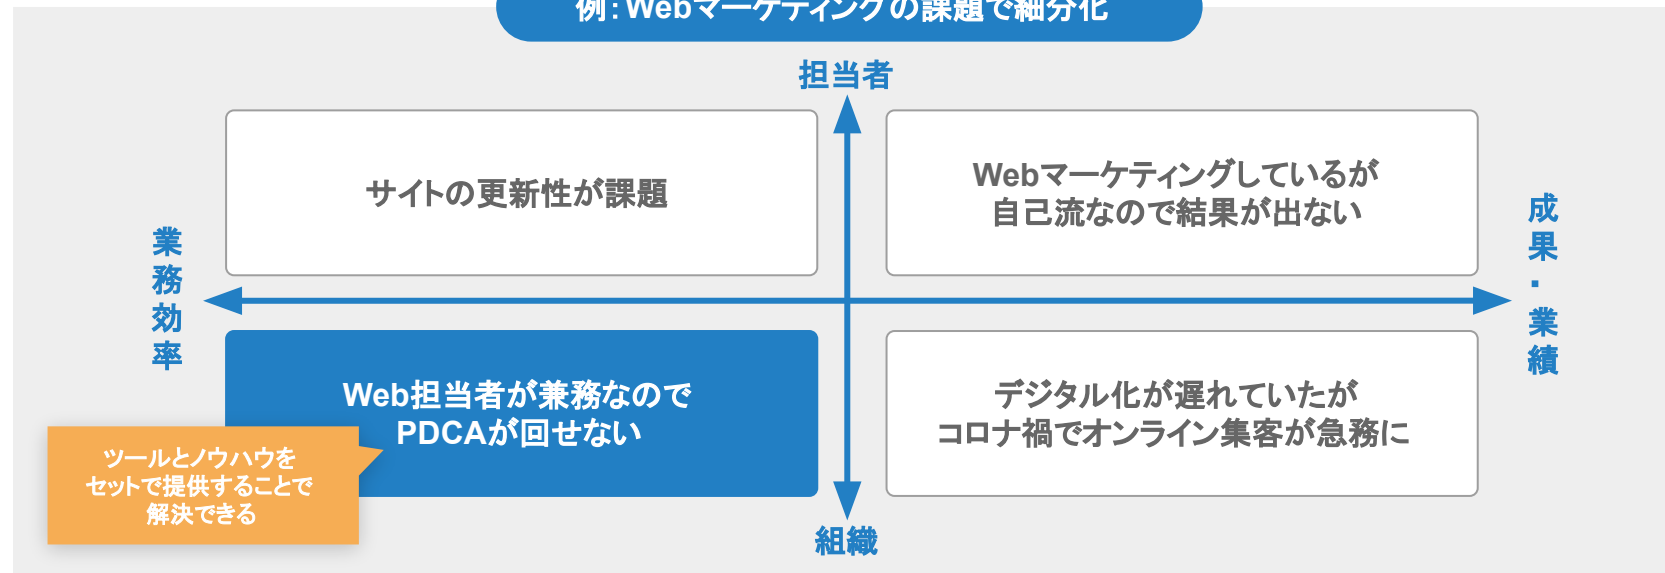 例：Webマーケティングの課題で細分化
担当者
サイトの更新性が課題
Webマーケティングしているが
自己流なので結果が出ない
業務効率
成果・業績
Web担当者が兼務なので
PDCAが回せない
デジタル化が遅れていたが
コロナ禍でオンライン集客が急務に
ツールとノウハウを
セットで提供することで
解決できる
組織